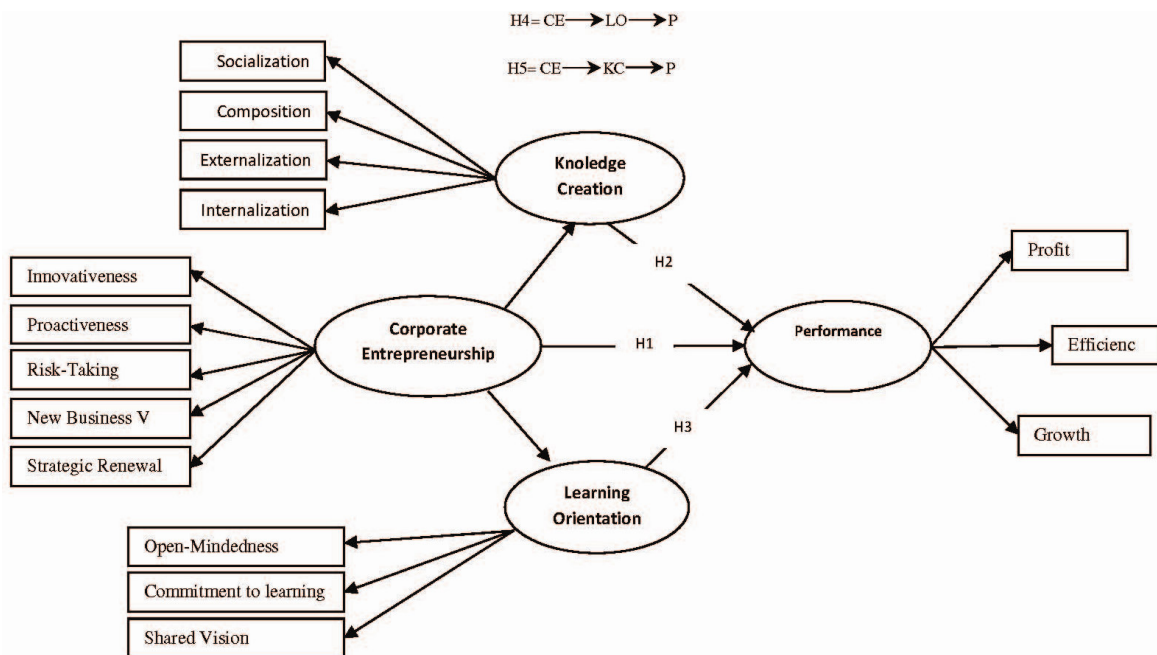 H4= CE LO P
H5= CE KC P
Socialization
Composition
Externalization
Internalization
Knoledge
Creation
H2
Innovativeness
Proactiveness
Risk-Taking
New Business V
Strategic Renewal
Corporate
Entrepreneurship
H1
Performance
Profit
Efficienc
Growth
H3
Learning
Orientation
Open-Mindedness
Commitment to learning
Shared Vision